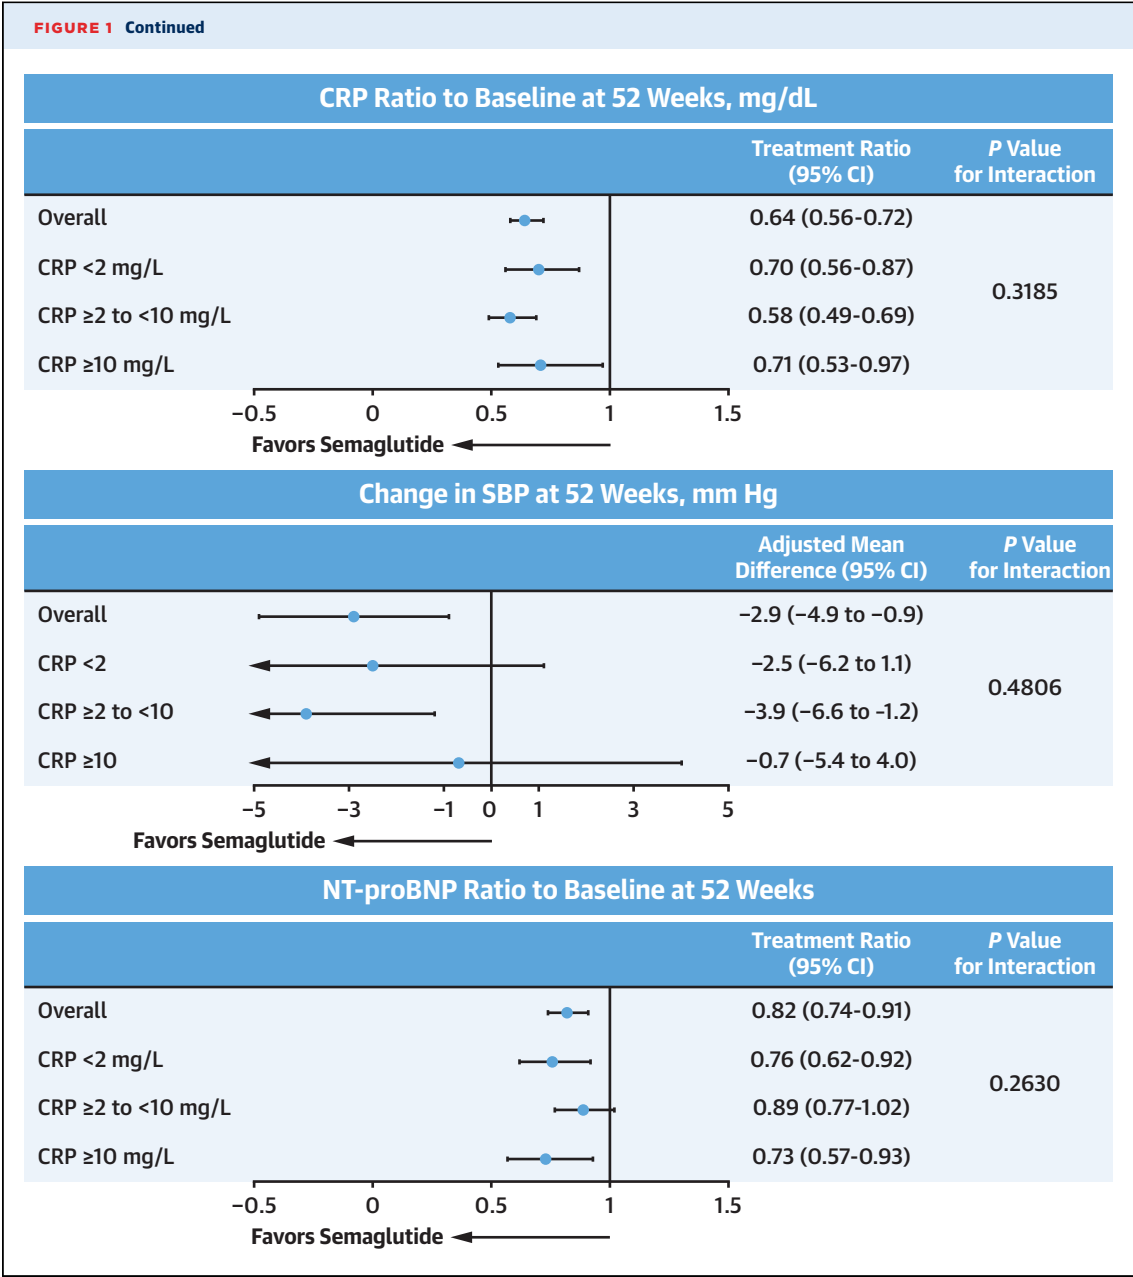 FIGURE 1 Continued
CRP Ratio to Baseline at 52 Weeks, mg/dL
Treatment Ratio
(95% CI)
P Value
for Interaction
Overall 0.64 (0.56-0.72)
CRP <2 mg/L 0.70 (0.56-0.87)
0.3185
CRP ≥2 to <10 mg/L 0.58 (0.49-0.69)
CRP ≥10 mg/L 0.71 (0.53-0.97)
−0.5 0 0.5 1 1.5
Favors Semaglutide
Change in SBP at 52 Weeks, mm Hg
Adjusted Mean
Difference (95% CI)
P Value
for Interaction
Overall −2.9 (−4.9 to −0.9)
CRP <2 −2.5 (−6.2 to 1.1)
0.4806
CRP ≥2 to <10 −3.9 (−6.6 to -1.2)
CRP ≥10 −0.7 (−5.4 to 4.0)
−5 −3 −1 0 1 3 5
Favors Semaglutide
NT-proBNP Ratio to Baseline at 52 Weeks
Treatment Ratio
(95% CI)
P Value
for Interaction
Overall 0.82 (0.74-0.91)
CRP <2 mg/L 0.76 (0.62-0.92)
0.2630
CRP ≥2 to <10 mg/L 0.89 (0.77-1.02)
CRP ≥10 mg/L 0.73 (0.57-0.93)
−0.5 0 0.5 1 1.5
Favors Semaglutide